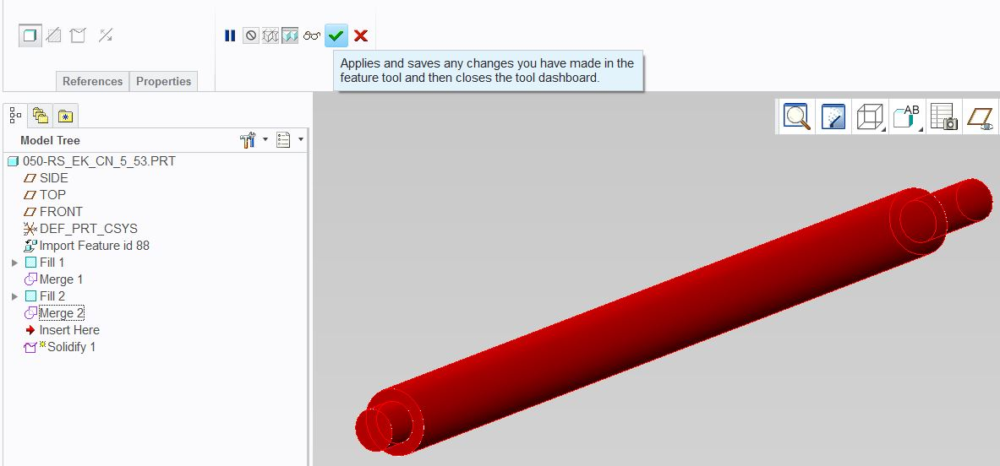 References
Properties
Applies and saves any changes you have made in the
feature tool and then closes the tool dashboard.
Model Tree
AB
050-RS_EK_CN_5_53.PRT
SIDE
TOP
FRONT
DEF_PRT_CSYS
Import Feature id 88
Fill 1
Merge 1
Fill 2
Merge 2
Insert Here
Solidify 1